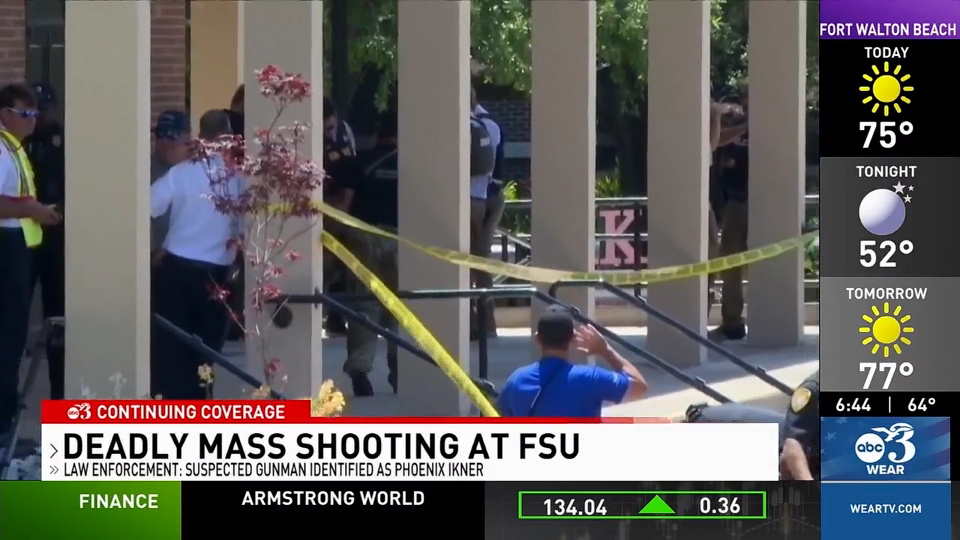 FORT WALTON BEACH
TODAY
75°
TONIGHT
52°
TOMORROW
77°
6:44 | 64°
abc 3
WEAR
WEARTV.COM
K
abc 3 CONTINUING COVERAGE
DEADLY MASS SHOOTING AT FSU
LAW ENFORCEMENT: SUSPECTED GUNMAN IDENTIFIED AS PHOENIX IKNER
FINANCE
ARMSTRONG WORLD
134.04
0.36